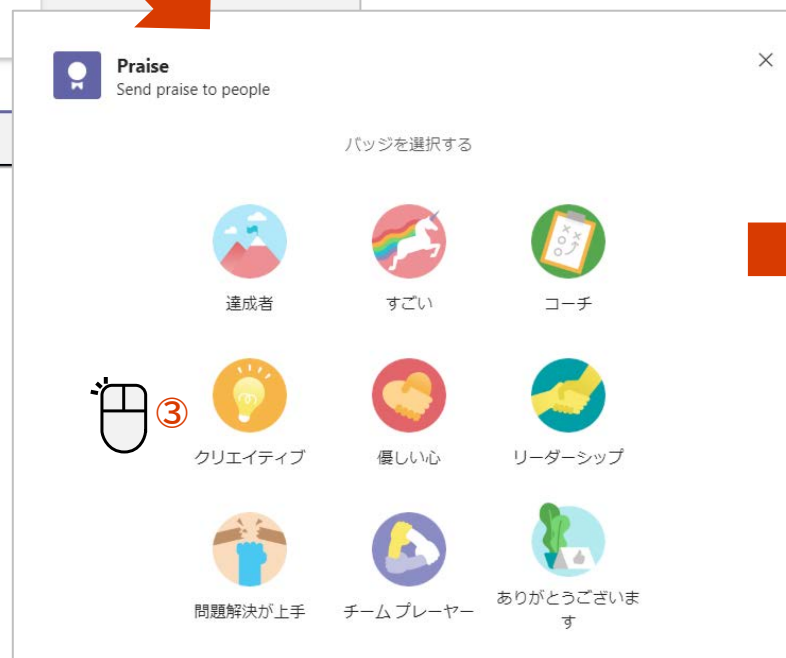 Praise
Send praise to people
バッジを選択する
達成者
すごい
コーチ
③
クリエイティブ
優しい心
リーダーシップ
問題解決が上手
チーム プレーヤー
ありがとうございま
す